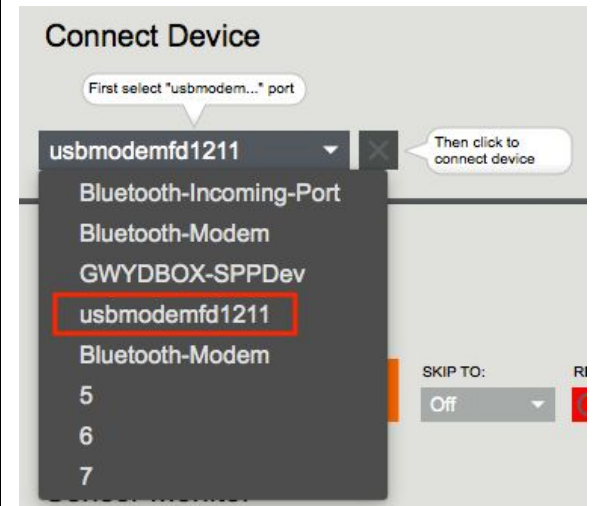 Connect Device
First select "usbmodem..." port
usbmodemfd1211
Then click to
connect device
Bluetooth-Incoming-Port
Bluetooth-Modem
GWYDBOX-SPPDev
usbmodemfd1211
Bluetooth-Modem
5
6
7
SKIP TO:
Off